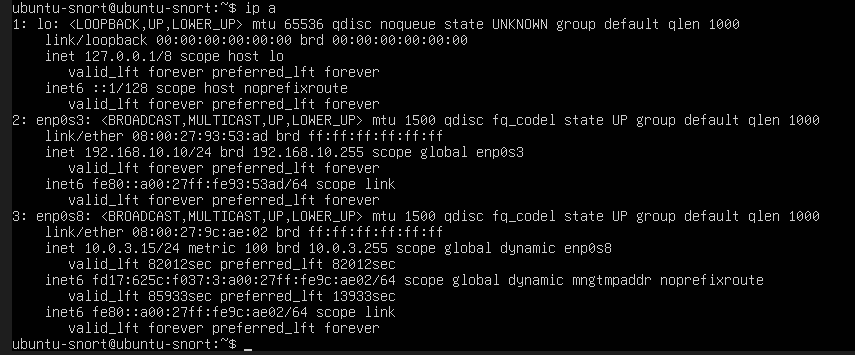 ubuntu-snort@ubuntu-snort:~$ ip a
1: lo: <LOOPBACK,UP,LOWER_UP> mtu 65536 qdisc noqueue state UNKNOWN group default qlen 1000
    link/loopback 00:00:00:00:00:00 brd 00:00:00:00:00:00
    inet 127.0.0.1/8 scope host lo
       valid_lft forever preferred_lft forever
    inet6 ::1/128 scope host noprefixroute
       valid_lft forever preferred_lft forever
2: enp0s3: <BROADCAST,MULTICAST,UP,LOWER_UP> mtu 1500 qdisc fq_codel state UP group default qlen 1000
    link/ether 08:00:27:93:53:ad brd ff:ff:ff:ff:ff:ff
    inet 192.168.10.10/24 brd 192.168.10.255 scope global enp0s3
       valid_lft forever preferred_lft forever
    inet6 fe80::a00:27ff:fe93:53ad/64 scope link
       valid_lft forever preferred_lft forever
3: enp0s8: <BROADCAST,MULTICAST,UP,LOWER_UP> mtu 1500 qdisc fq_codel state UP group default qlen 1000
    link/ether 08:00:27:9c:ae:02 brd ff:ff:ff:ff:ff:ff
    inet 10.0.3.15/24 metric 100 brd 10.0.3.255 scope global dynamic enp0s8
       valid_lft 82012sec preferred_lft 82012sec
    inet6 fd17:625c:f037:3:a00:27ff:fe9c:ae02/64 scope global dynamic mngtmpaddr noprefixroute
       valid_lft 85933sec preferred_lft 13933sec
    inet6 fe80::a00:27ff:fe9c:ae02/64 scope link
       valid_lft forever preferred_lft forever
ubuntu-snort@ubuntu-snort:~$ _